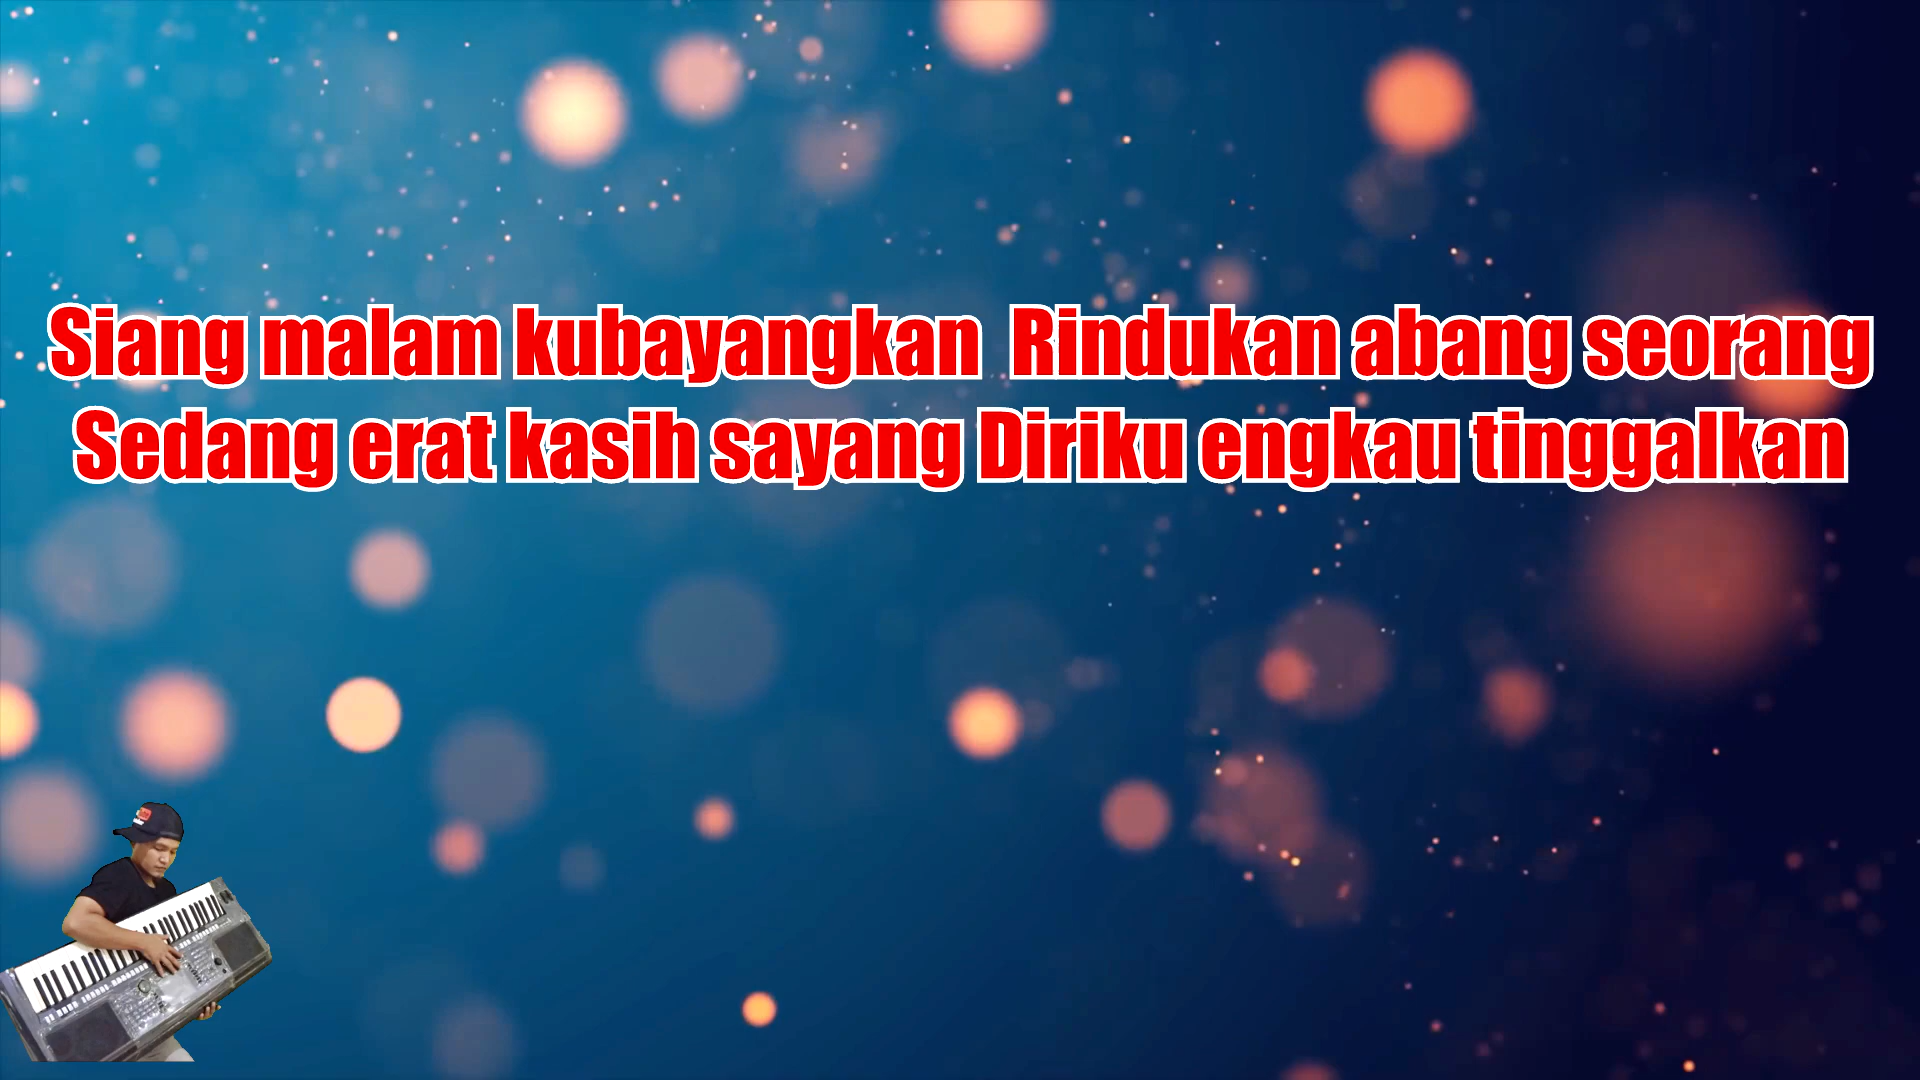 Siang malam kubayangkan  Rindukan abang seorang
Sedang erat kasih sayang Diriku engkau tinggalkan